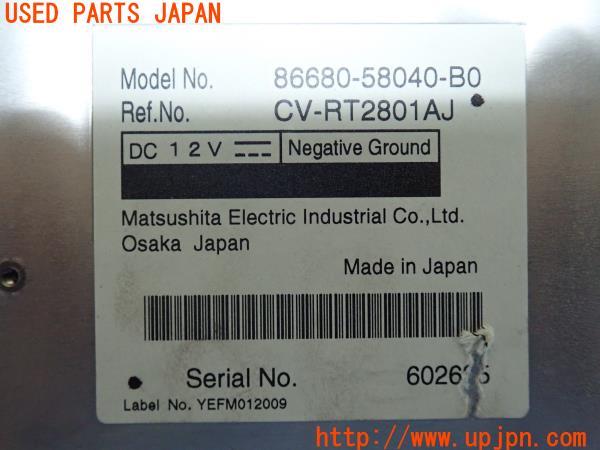 USED PARTS JAPAN
Model No. 86680-58040-B0
Ref.No. CV-RT2801AJ
DC 12V Negative Ground
Matsushita Electric Industrial Co.,Ltd.
Osaka Japan
Made in Japan
Serial No.
Label No. YEFM012009
http://www.upjpn.com